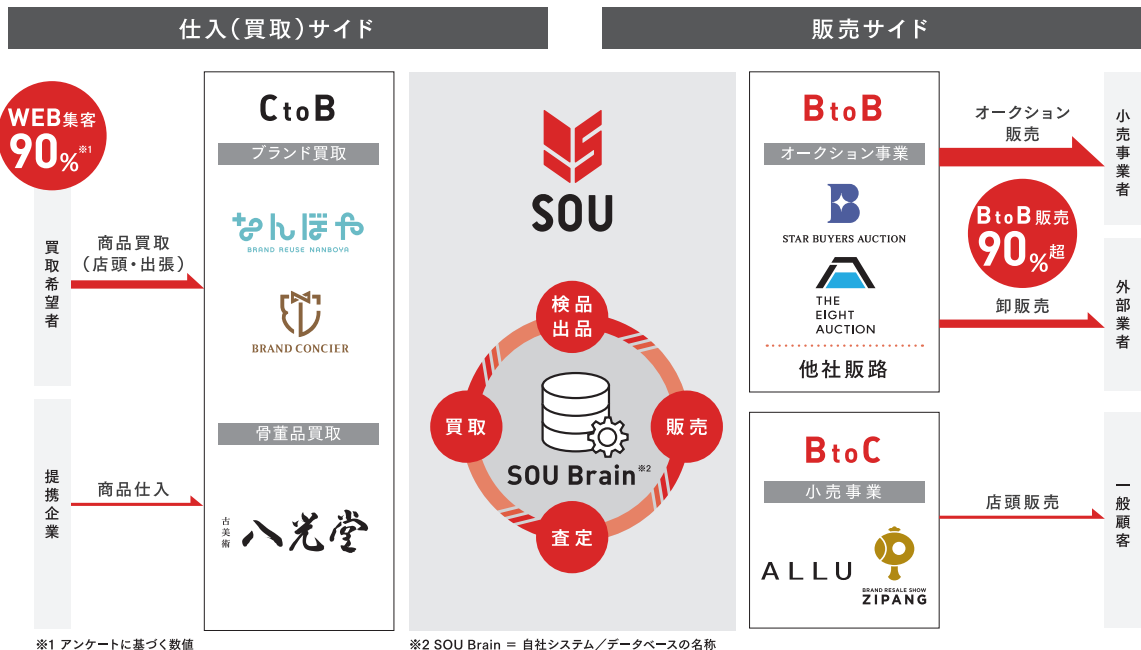 仕入(買取)サイド
販売サイド
WEB集客
90%※1
買取希望者
商品買取
(店頭・出張)
提携企業
商品仕入
CtoB
ブランド買取
なんぼや
BRAND REUSE NANBOYA
BRAND CONCIER
骨董品買取
古美術 八光堂
SOU
検品
出品
買取
販売
SOU Brain※2
査定
BtoB
オークション事業
STAR BUYERS AUCTION
THE
EIGHT
AUCTION
他社販路
オークション
販売
BtoB販売
90%超
卸販売
小売事業者
外部業者
BtoC
小売事業
ALLU
BRAND RESALE SHOW
ZIPANG
店頭販売
一般顧客
※1 アンケートに基づく数値
※2 SOU Brain = 自社システム/データベースの名称